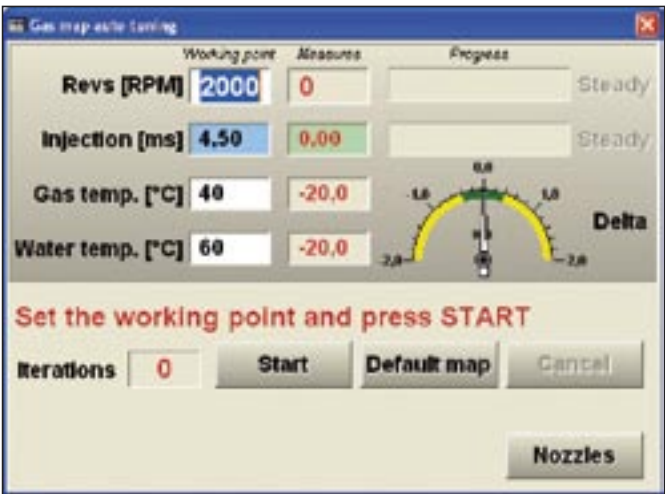 Gas map auto tuning
Working point Measures Progress
Revs [RPM] 2000 0 Steady
Injection [ms] 4.50 0.00 Steady
Gas temp. [°C] 40 -20,0
Water temp. [°C] 60 -20,0
0,0
-1,0 1,0
-2,0 0,0 -2,0
Delta
Set the working point and press START
Iterations 0 Start Default map Cancel
Nozzles